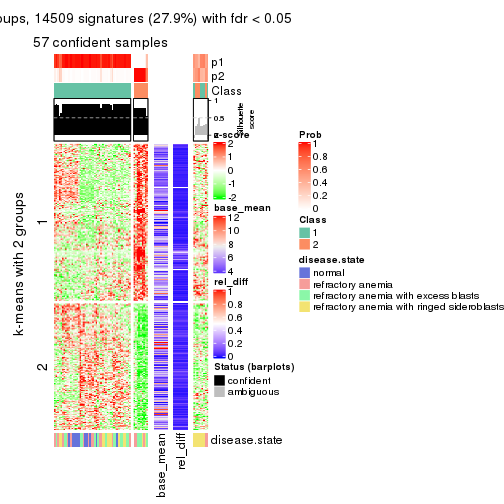 oups, 14509 signatures (27.9%) with fdr < 0.05
57 confident samples
p1
p2
Class
1
0.5
0
Silhouette
score
z-score
2
1
0
-1
-2
base_mean
12
10
8
6
4
rel_diff
1
0.8
0.6
0.4
0.2
0
Status (barplots)
confident
ambiguous
Prob
1
0.8
0.6
0.4
0.2
0
Class
1
2
disease.state
normal
refractory anemia
refractory anemia with excess blasts
refractory anemia with ringed sideroblasts
k-means with 2 groups
1
2
disease.state
base_mean
rel_diff